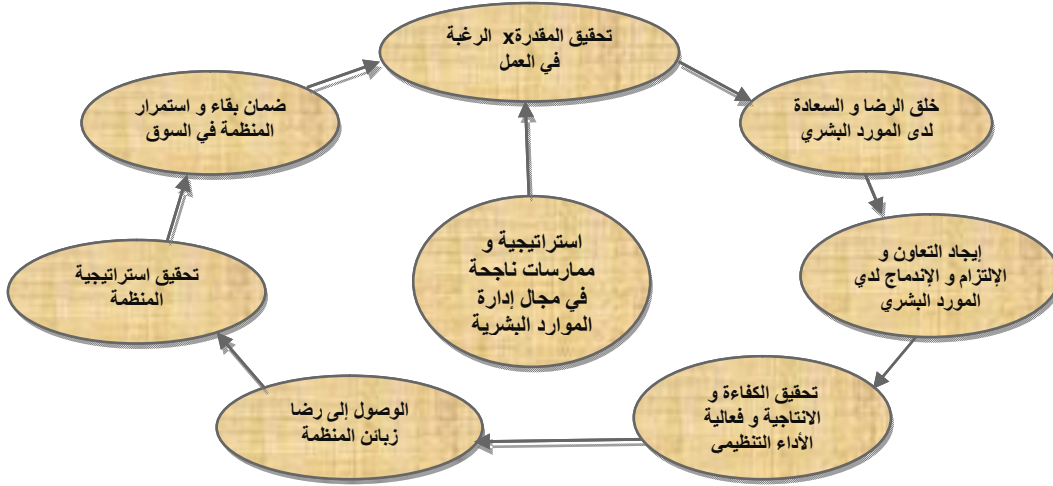 تحقيق المقدرةx الرغبة
في العمل
خلق الرضا و السعادة
لدى المورد البشري
إيجاد التعاون و
الإلتزام و الإندماج لدي
المورد البشري
تحقيق الكفاءة و
الانتاجية و فعالية
الأداء التنظيمى
الوصول إلى رضا
زبائن المنظمة
تحقيق استراتيجية
المنظمة
ضمان بقاء و استمرار
المنظمة في السوق
استراتيجية و
ممارسات ناجحة
في مجال إدارة
الموارد البشرية